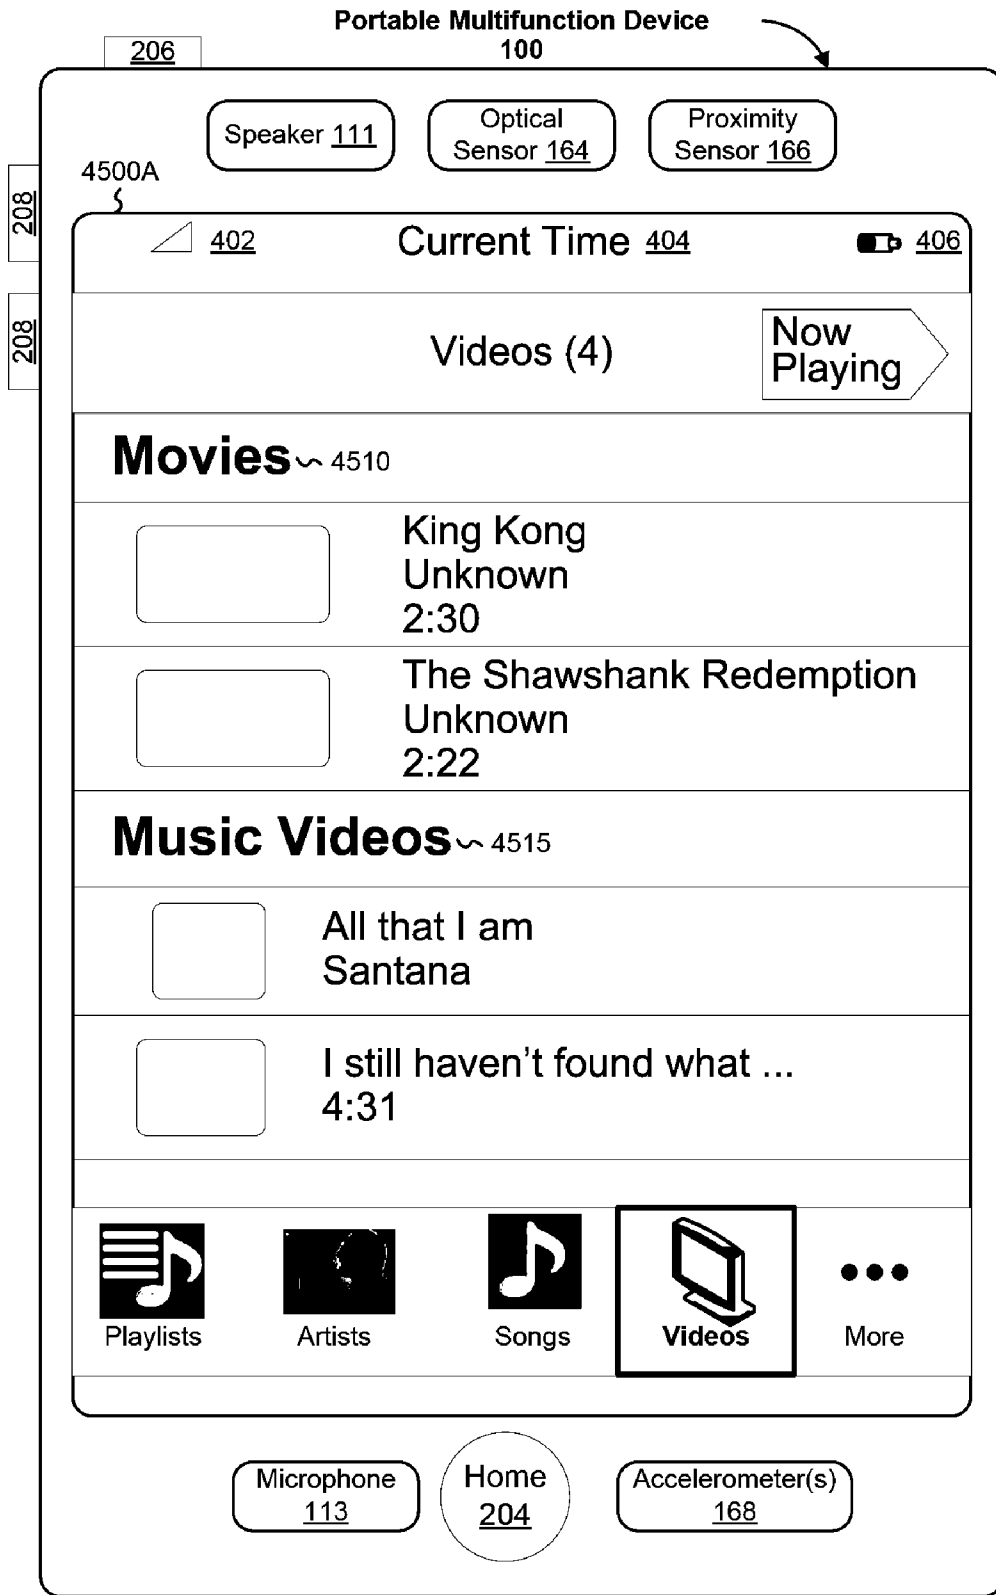 Portable Multifunction Device
100
206
Speaker 111
Optical
Sensor 164
Proximity
Sensor 166
4500A
208
208
402
Current Time 404
406
Videos (4)
Now
Playing
Movies 4510
King Kong
Unknown
2:30
The Shawshank Redemption
Unknown
2:22
Music Videos 4515
All that I am
Santana
I still haven't found what ...
4:31
Playlists
Artists
Songs
Videos
More
Microphone
113
Home
204
Accelerometer(s)
168